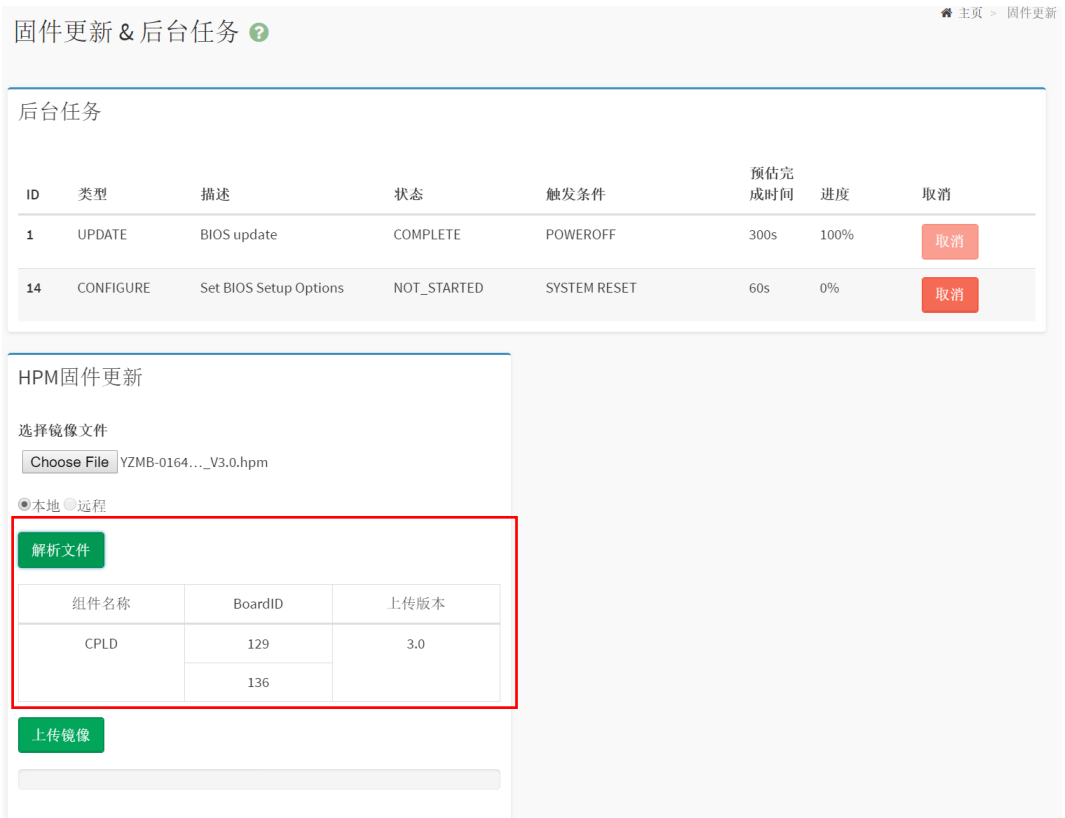 主页 > 固件更新
固件更新 & 后台任务 ?
后台任务
ID 类型 描述 状态 触发条件 预估完成时间 进度 取消
1 UPDATE BIOS update COMPLETE POWEROFF 300s 100% 取消
14 CONFIGURE Set BIOS Setup Options NOT_STARTED SYSTEM RESET 60s 0% 取消
HPM固件更新
选择镜像文件
Choose File YZMB-0164…_V3.0.hpm
本地 远程
解析文件
组件名称 BoardID 上传版本
CPLD 129 3.0
136
上传镜像